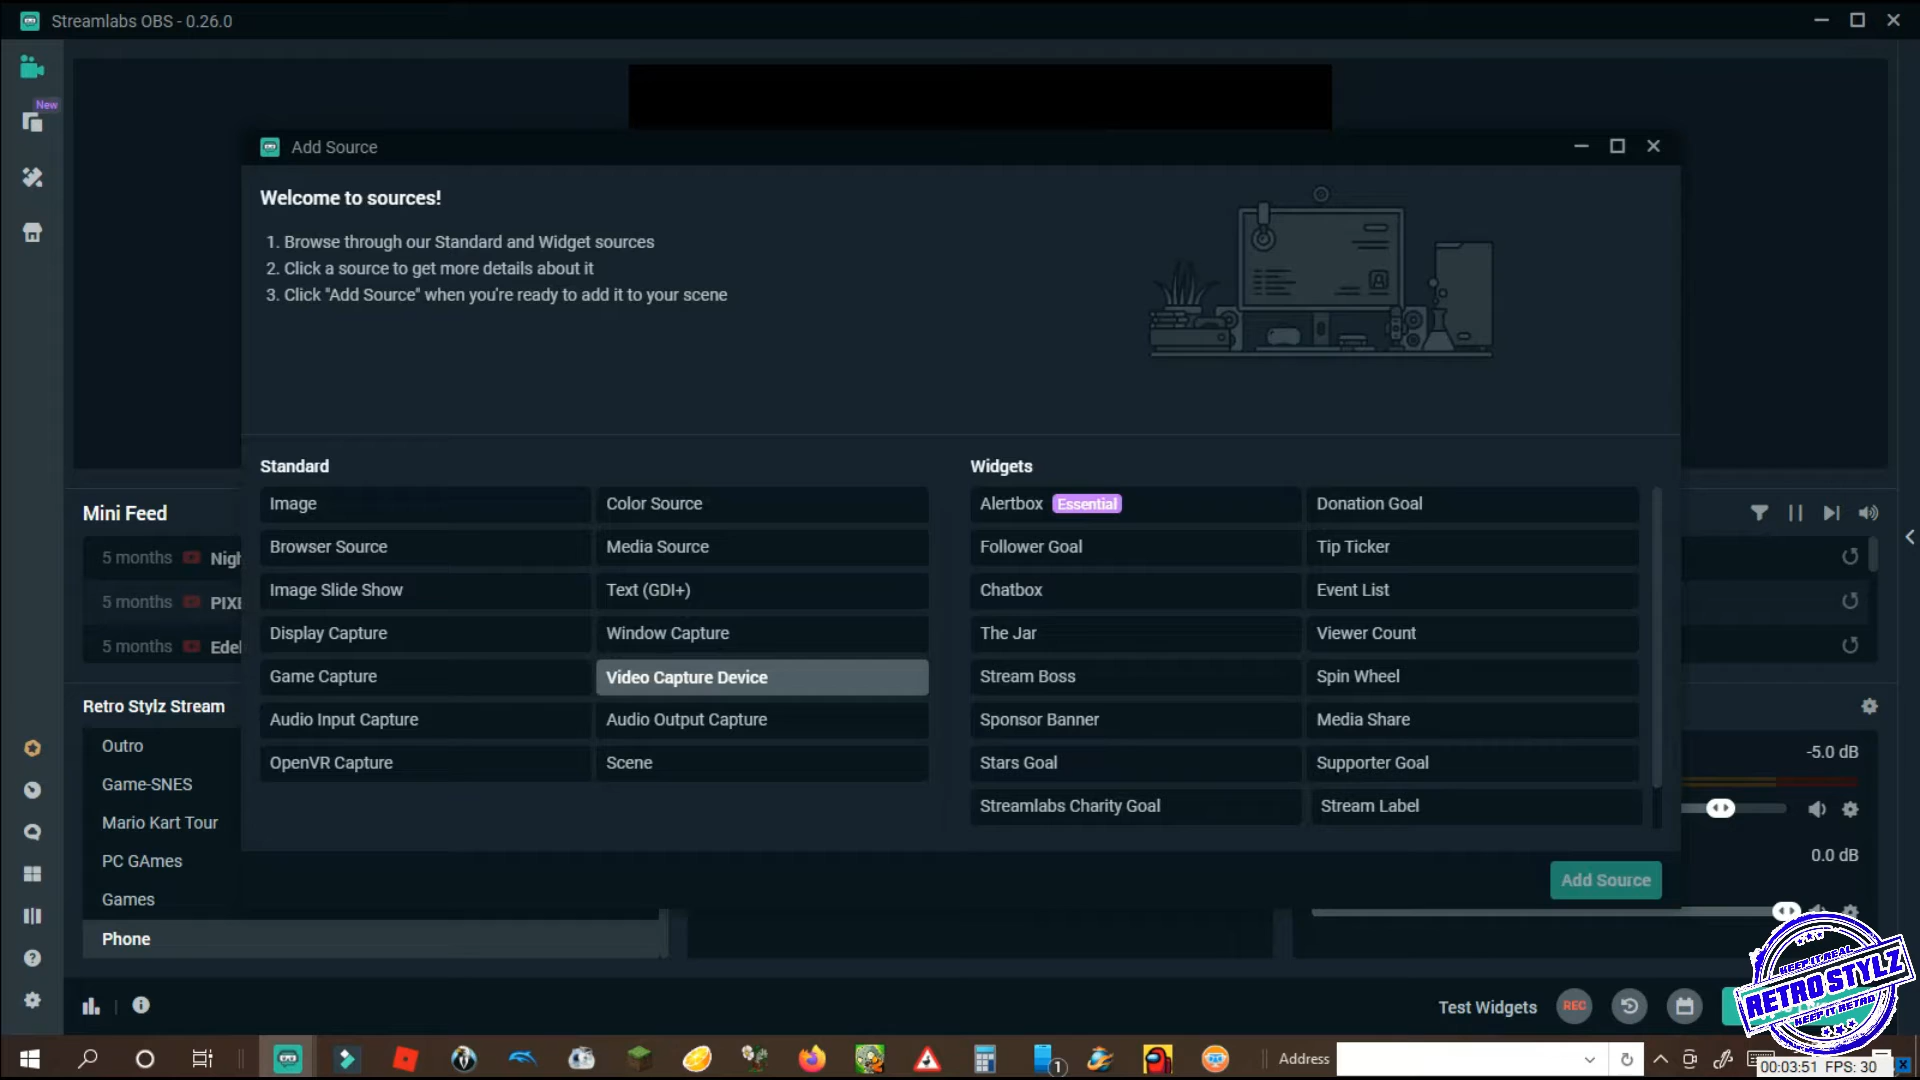 Streamlabs OBS - 0.26.0
New
Add Source
Welcome to sources!
1. Browse through our Standard and Widget sources
2. Click a source to get more details about it
3. Click "Add Source" when you're ready to add it to your scene
Standard
Widgets
Image
Color Source
Alertbox Essential
Donation Goal
Browser Source
Media Source
Follower Goal
Tip Ticker
Image Slide Show
Text (GDI+)
Chatbox
Event List
Display Capture
Window Capture
The Jar
Viewer Count
Game Capture
Video Capture Device
Stream Boss
Spin Wheel
Audio Input Capture
Audio Output Capture
Sponsor Banner
Media Share
OpenVR Capture
Scene
Stars Goal
Supporter Goal
Streamlabs Charity Goal
Stream Label
Add Source
Mini Feed
5 months
5 months
5 months
Retro Stylz Stream
Outro
Game-SNES
Mario Kart Tour
PC GAmes
Games
Phone
-5.0 dB
0.0 dB
Test Widgets
REC
KEEP IT REAL
RETRO STYLZ
KEEP IT RETRO
1
Address
00:03:51 FPS: 30